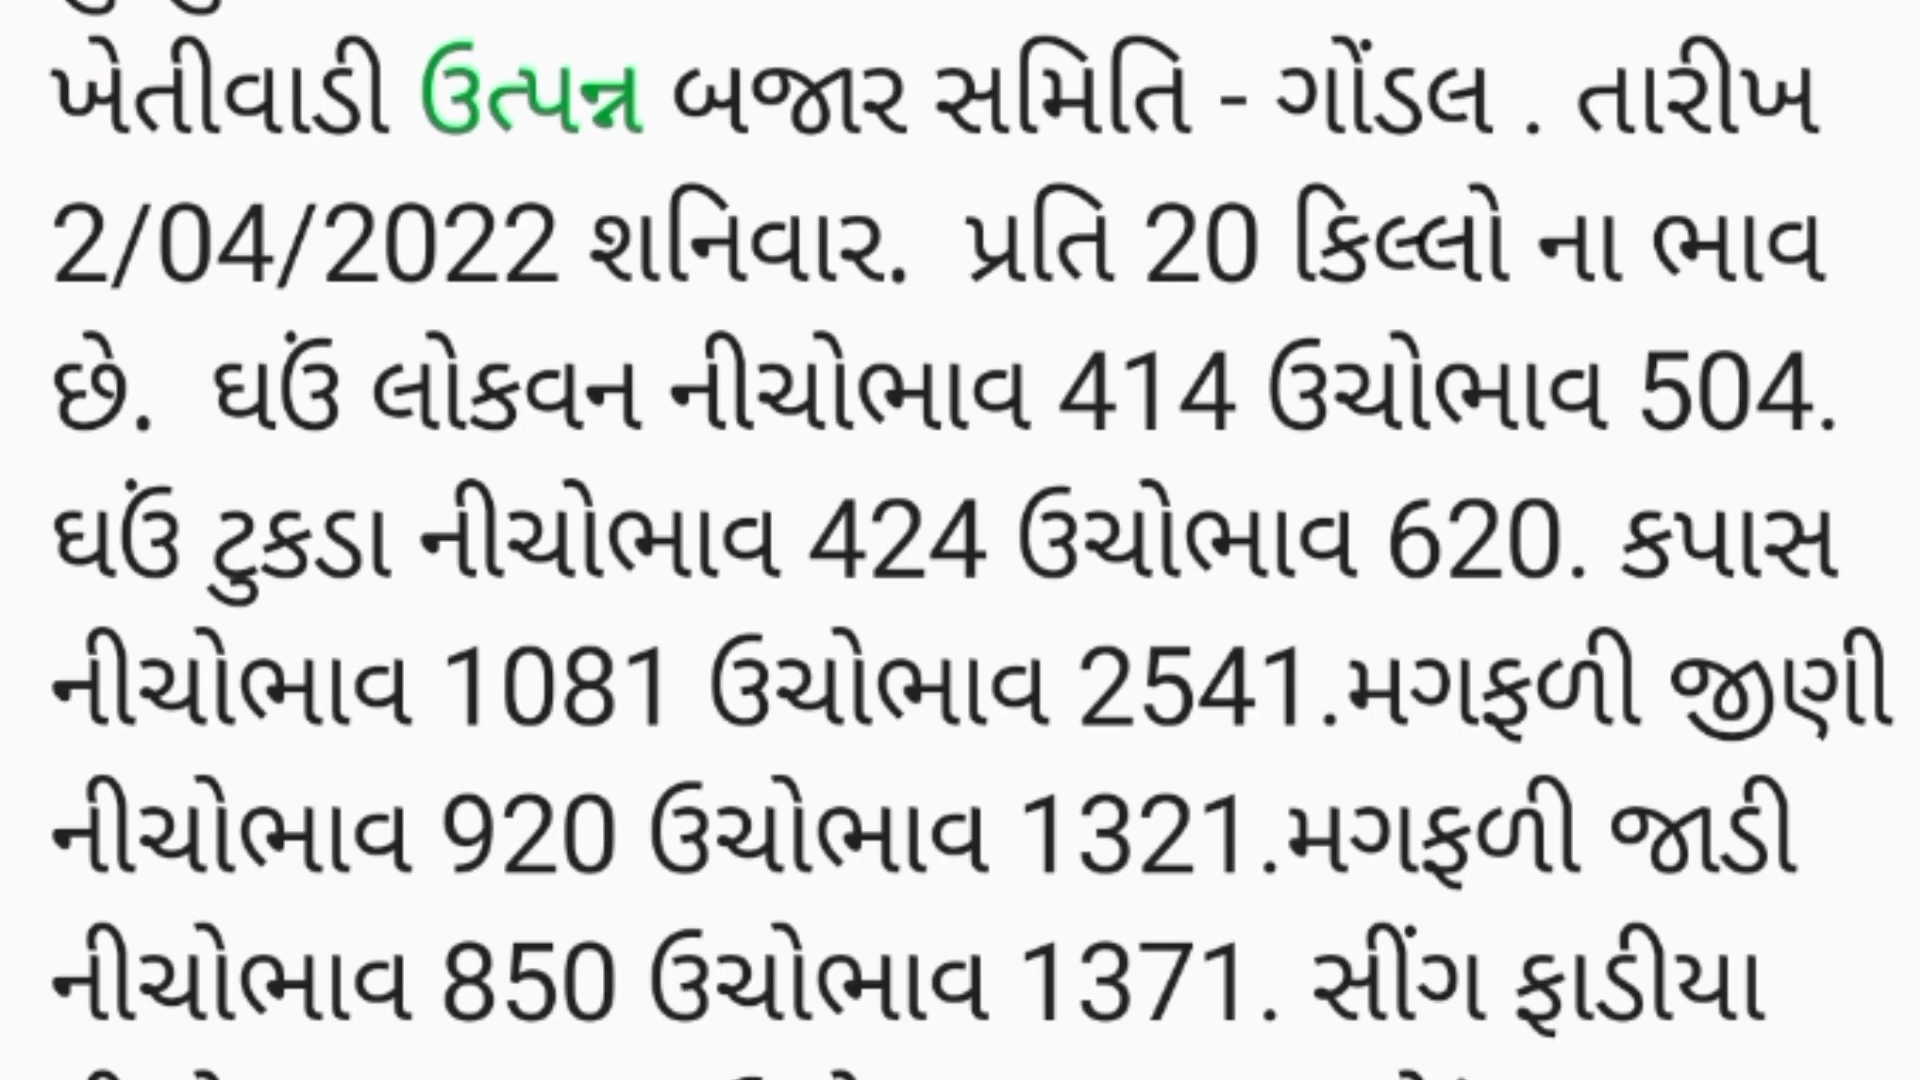 ખેતીવાડી ઉત્પન્ન બજાર સમિતિ - ગોંડલ . તારીખ
2/04/2022 શનિવાર.  પ્રતિ 20 કિલ્લો ના ભાવ
છે.  ઘઉં લોકવન નીચોભાવ 414 ઉચોભાવ 504.
ઘઉં ટુકડા નીચોભાવ 424 ઉચોભાવ 620. કપાસ
નીચોભાવ 1081 ઉચોભાવ 2541.મગફળી જીણી
નીચોભાવ 920 ઉચોભાવ 1321.મગફળી જાડી
નીચોભાવ 850 ઉચોભાવ 1371. સીંગ ફાડીયા